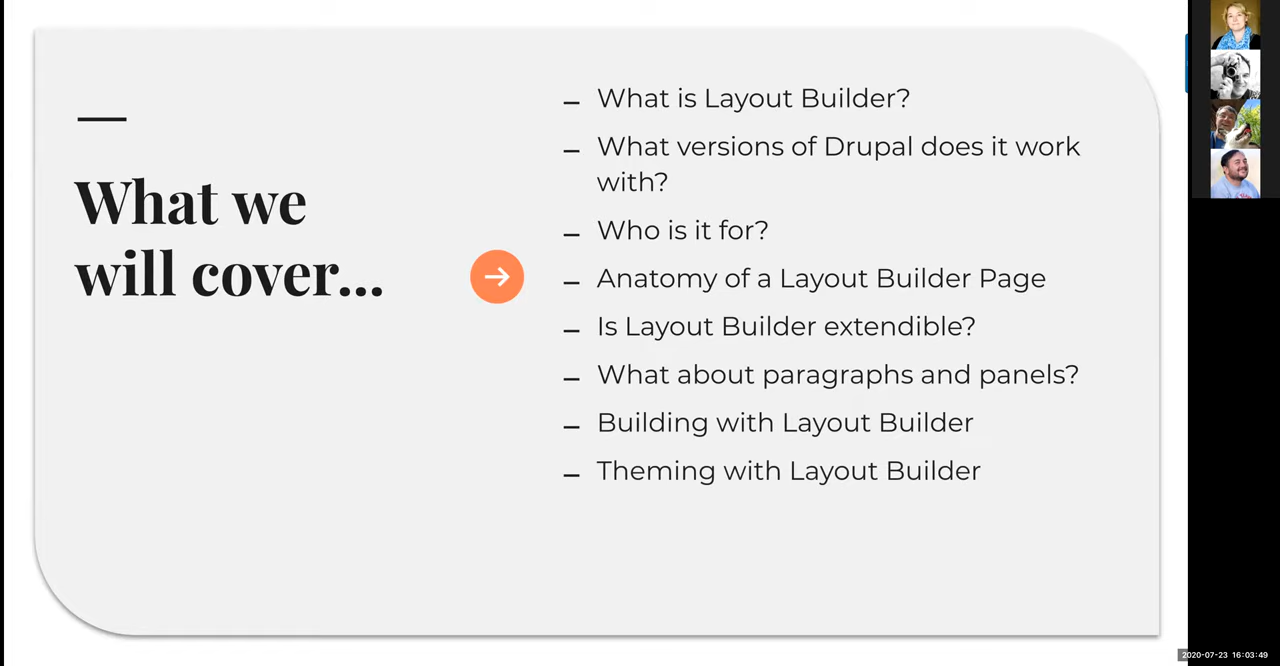 What we
will cover...
– What is Layout Builder?
– What versions of Drupal does it work
with?
– Who is it for?
– Anatomy of a Layout Builder Page
– Is Layout Builder extendible?
– What about paragraphs and panels?
– Building with Layout Builder
– Theming with Layout Builder
2020-07-23 16:03:49